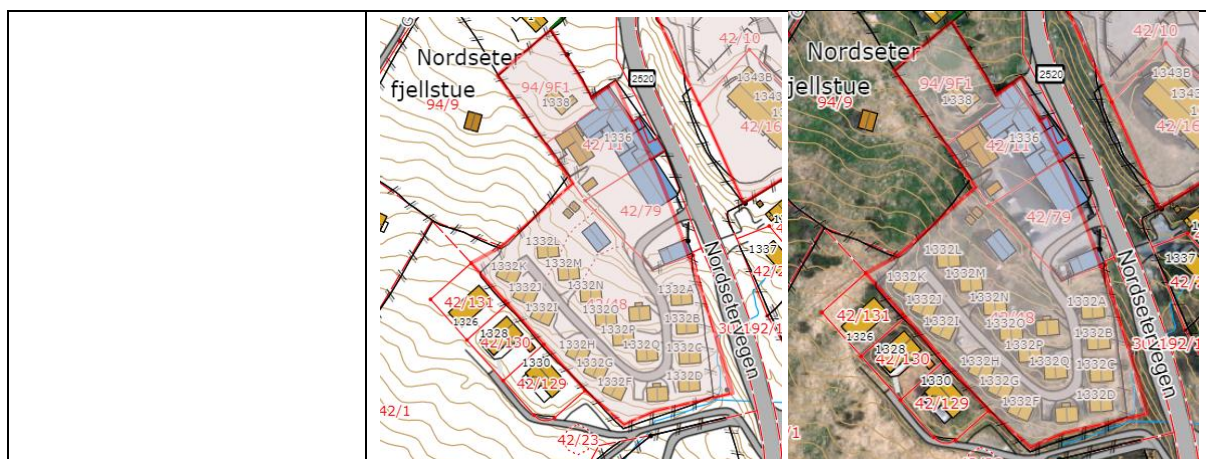 42/10
Nordseter
2520
fjellstue
94/9F1
1343B
94/9
1338
1343
1336
42/16
42/11
42/79
1332L
1337
1332K
1332M
1332J
1332N
1332A
42/131
1332I
42/48
1332O
1326
1332B
1328
1332P
42/130
1332H
1332Q
1332C
1330
1332G
Nordsetervegen
42/129
1332F
1332D
42/1
42/23
42/10
Nordseter
2520
fjellstue
1343B
94/9F1
94/9
1338
1343
1336
42/16
42/11
42/79
1332L
1337
1332K
1332M
1332J
1332N
1332A
42/131
1332I
42/48
1332O
1326
1332B
1328
1332P
42/130
1332H
1332Q
1332C
1330
1332G
Nordsetervegen
42/129
1332F
1332D